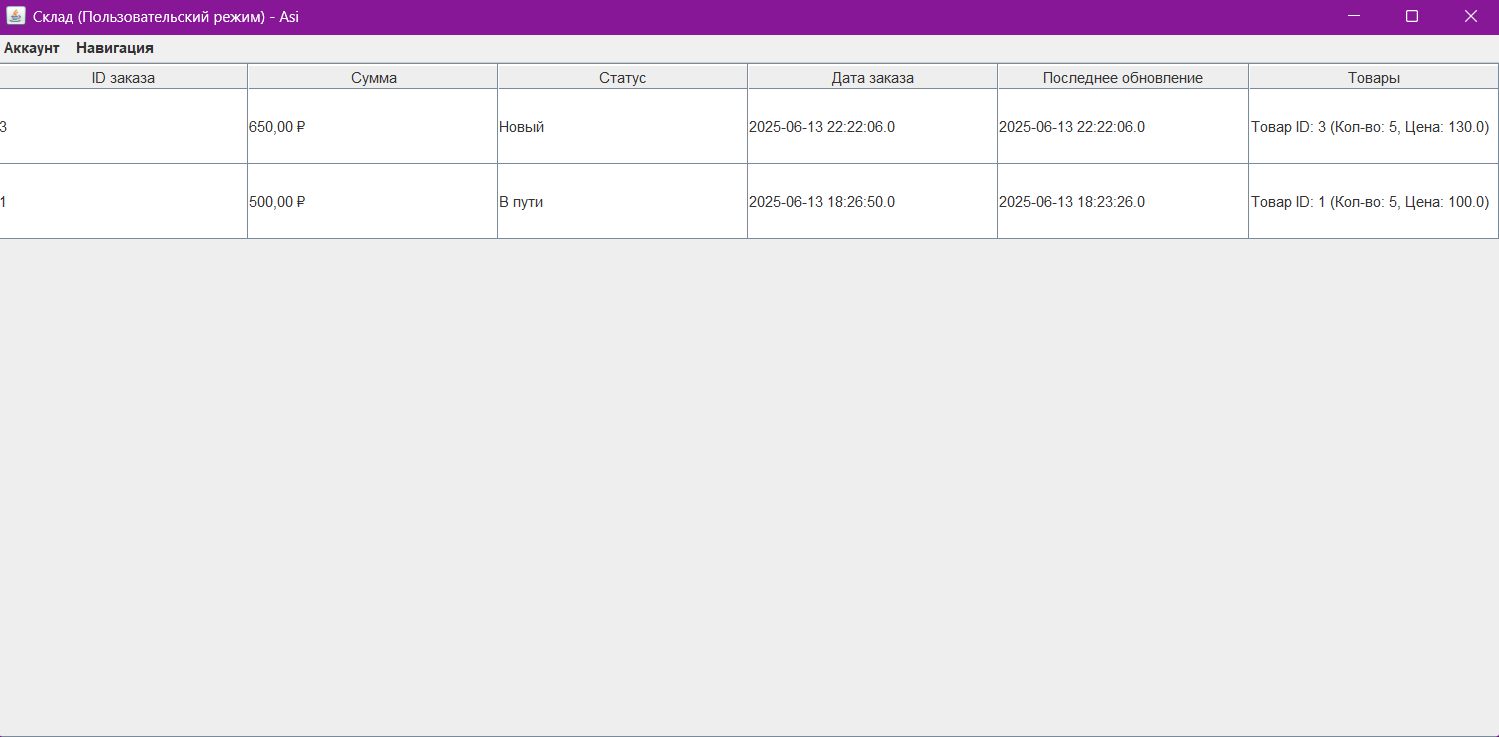 Склад (Пользовательский режим) - Asi
Аккаунт Навигация
ID заказа Сумма Статус Дата заказа Последнее обновление Товары
3 650,00 ₽ Новый 2025-06-13 22:22:06.0 2025-06-13 22:22:06.0 Товар ID: 3 (Кол-во: 5, Цена: 130.0)
1 500,00 ₽ В пути 2025-06-13 18:26:50.0 2025-06-13 18:23:26.0 Товар ID: 1 (Кол-во: 5, Цена: 100.0)